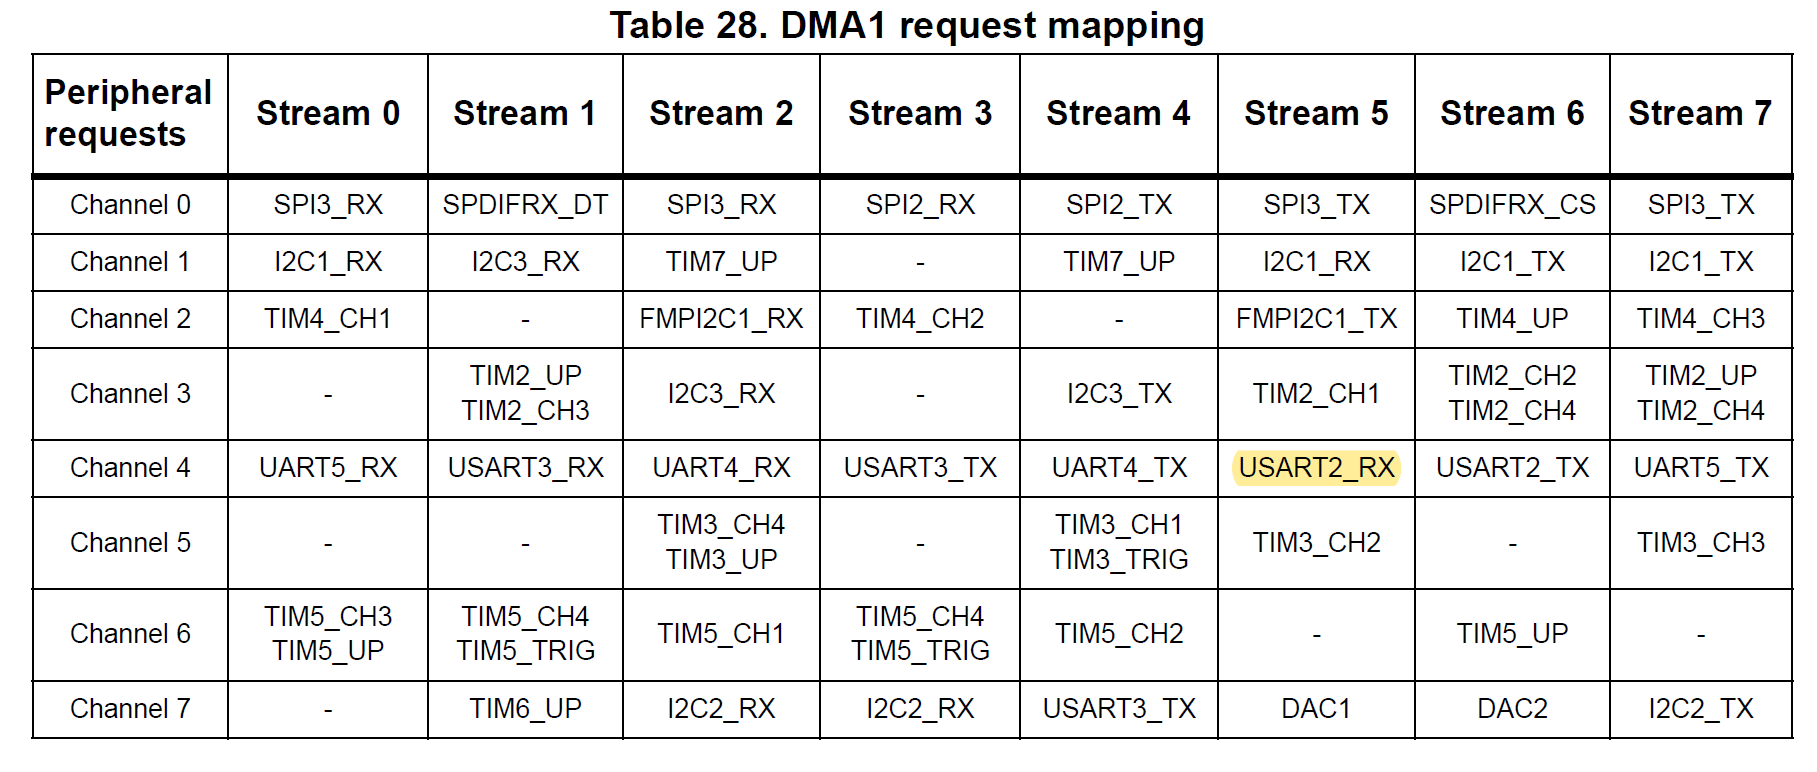 Table 28. DMA1 request mapping
Peripheral requests Stream 0 Stream 1 Stream 2 Stream 3 Stream 4 Stream 5 Stream 6 Stream 7
Channel 0 SPI3_RX SPDIFRX_DT SPI3_RX SPI2_RX SPI2_TX SPI3_TX SPDIFRX_CS SPI3_TX
Channel 1 I2C1_RX I2C3_RX TIM7_UP - TIM7_UP I2C1_RX I2C1_TX I2C1_TX
Channel 2 TIM4_CH1 - FMPI2C1_RX TIM4_CH2 - FMPI2C1_TX TIM4_UP TIM4_CH3
Channel 3 - TIM2_UP TIM2_CH3 I2C3_RX - I2C3_TX TIM2_CH1 TIM2_CH2 TIM2_CH4 TIM2_UP TIM2_CH4
Channel 4 UART5_RX USART3_RX UART4_RX USART3_TX UART4_TX USART2_RX USART2_TX UART5_TX
Channel 5 - - TIM3_CH4 TIM3_UP - TIM3_CH1 TIM3_TRIG TIM3_CH2 - TIM3_CH3
Channel 6 TIM5_CH3 TIM5_UP TIM5_CH4 TIM5_TRIG TIM5_CH1 TIM5_CH4 TIM5_TRIG TIM5_CH2 - TIM5_UP -
Channel 7 - TIM6_UP I2C2_RX I2C2_RX USART3_TX DAC1 DAC2 I2C2_TX